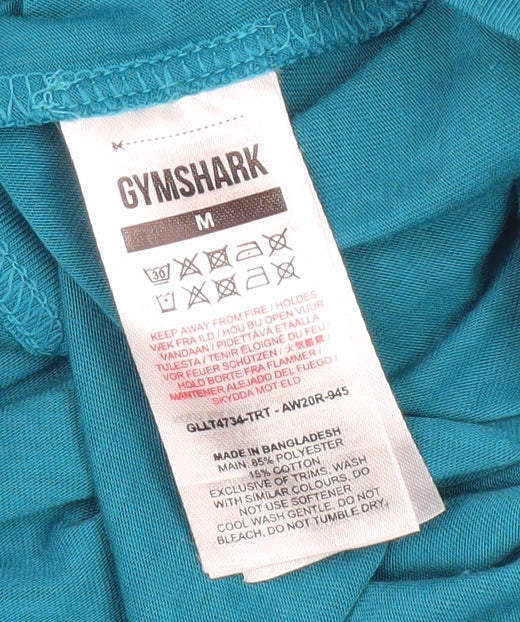 GYMSHARK
M
30
KEEP AWAY FROM FIRE / HOLDES
VÆK FRA ILD / HOU BIJ OPEN VUUR
VANDAAN / PIDETTÄVÄ ETÄÄLLÄ
TULESTA / TENIR ÉLOIGNÉ DU FEU /
VOR FEUER SCHÜTZEN / 火気厳禁 /
HOLD BORTE FRA FLAMMER /
MANTENER ALEJADO DEL FUEGO /
SKYDDA MOT ELD
GLLT4734-TRT - AW20R-945
MADE IN BANGLADESH
MAIN: 85% POLYESTER
15% COTTON
EXCLUSIVE OF TRIMS, WASH
WITH SIMILAR COLOURS, DO
NOT USE SOFTENER
COOL WASH GENTLE, DO NOT
BLEACH, DO NOT TUMBLE DRY,